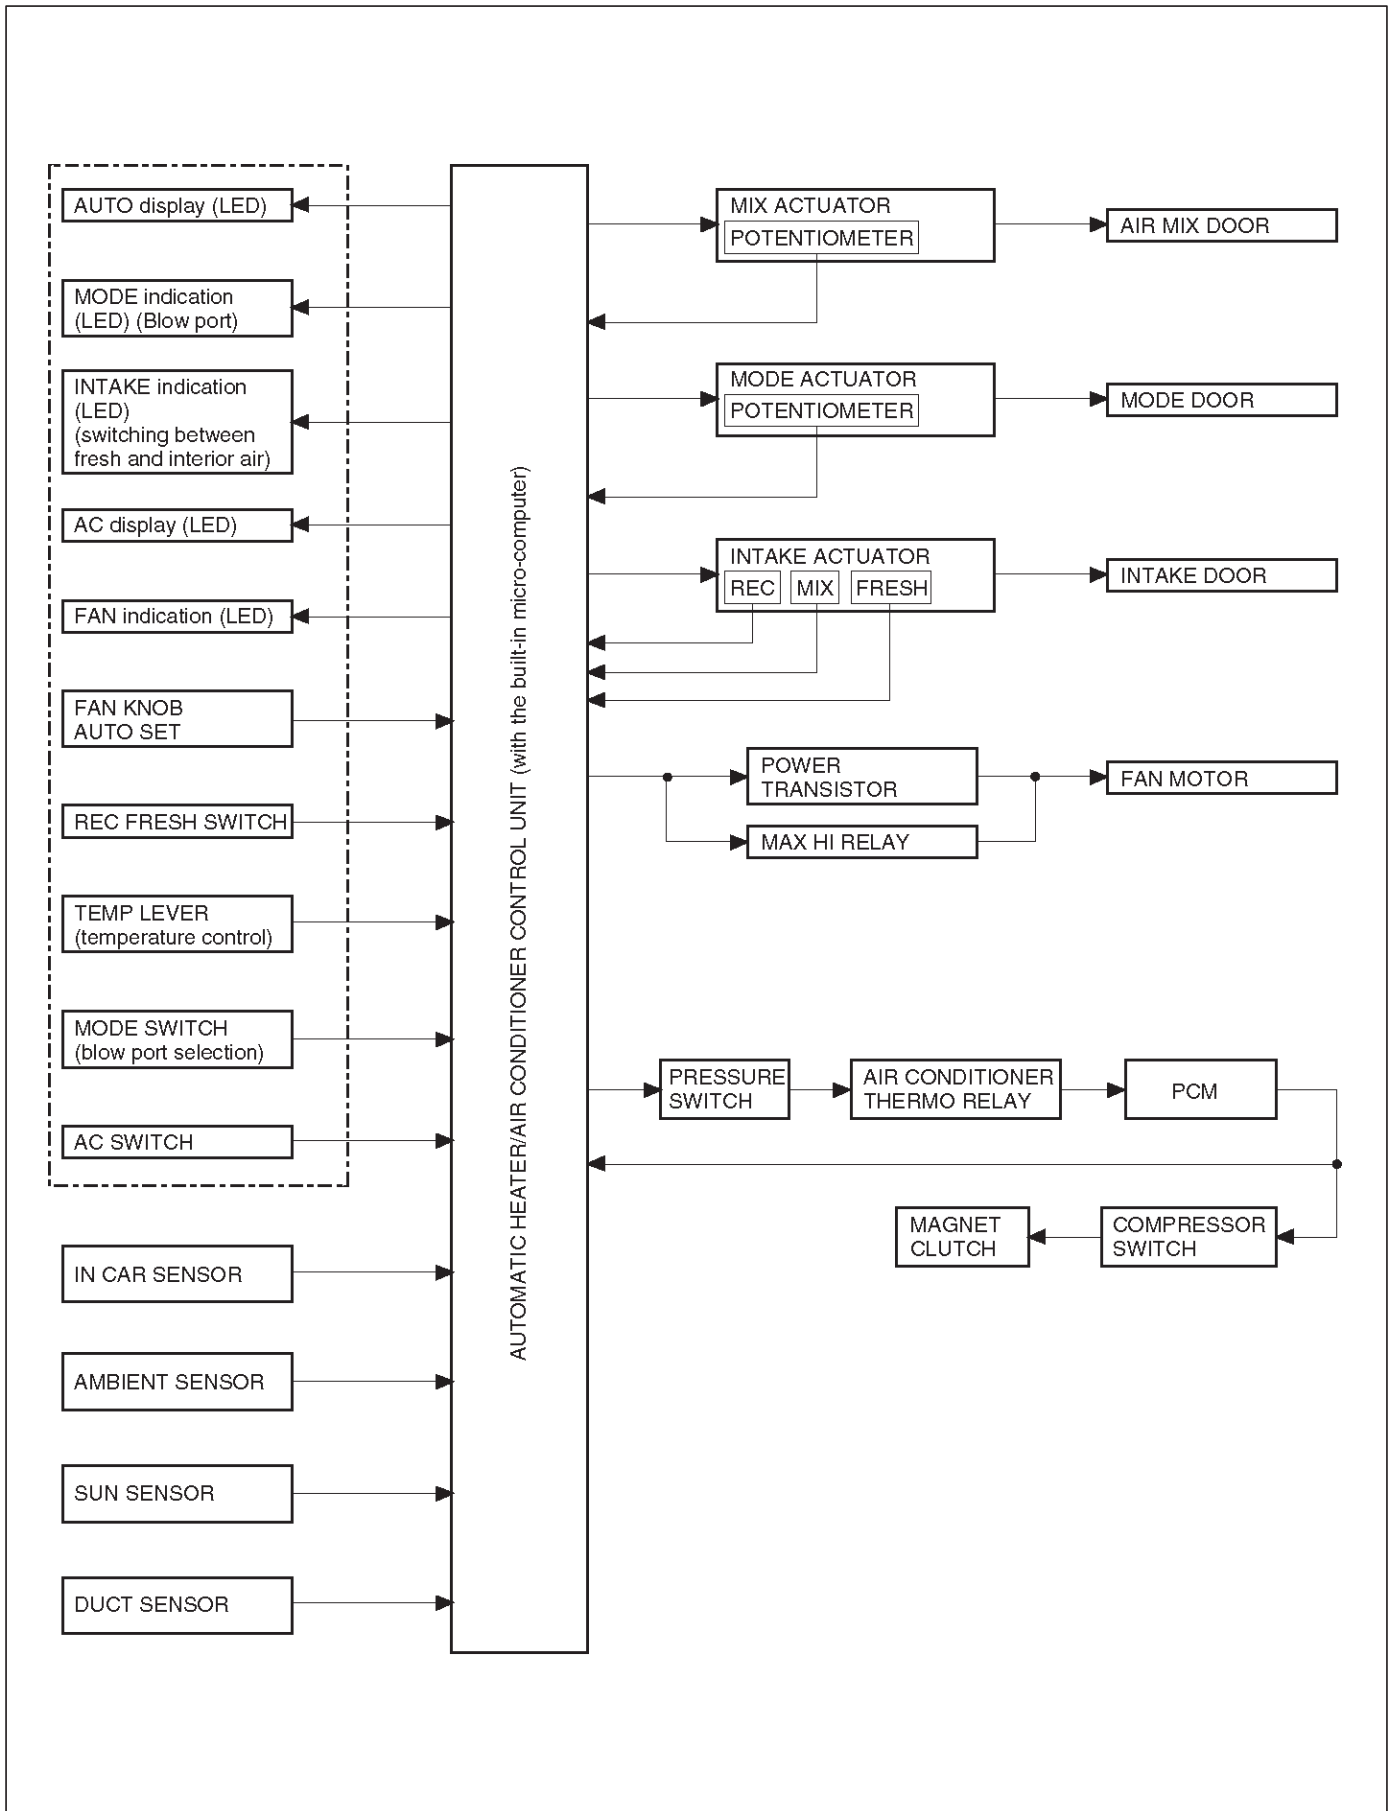 AUTO display (LED)
MODE indication
(LED) (Blow port)
INTAKE indication
(LED)
(switching between
fresh and interior air)
AC display (LED)
FAN indication (LED)
FAN KNOB
AUTO SET
REC FRESH SWITCH
TEMP LEVER
(temperature control)
MODE SWITCH
(blow port selection)
AC SWITCH
IN CAR SENSOR
AMBIENT SENSOR
SUN SENSOR
DUCT SENSOR
AUTOMATIC HEATER/AIR CONDITIONER CONTROL UNIT (with the built-in micro-computer)
MIX ACTUATOR
POTENTIOMETER
AIR MIX DOOR
MODE ACTUATOR
POTENTIOMETER
MODE DOOR
INTAKE ACTUATOR
REC MIX FRESH
INTAKE DOOR
POWER
TRANSISTOR
MAX HI RELAY
FAN MOTOR
PRESSURE
SWITCH
AIR CONDITIONER
THERMO RELAY
PCM
MAGNET
CLUTCH
COMPRESSOR
SWITCH